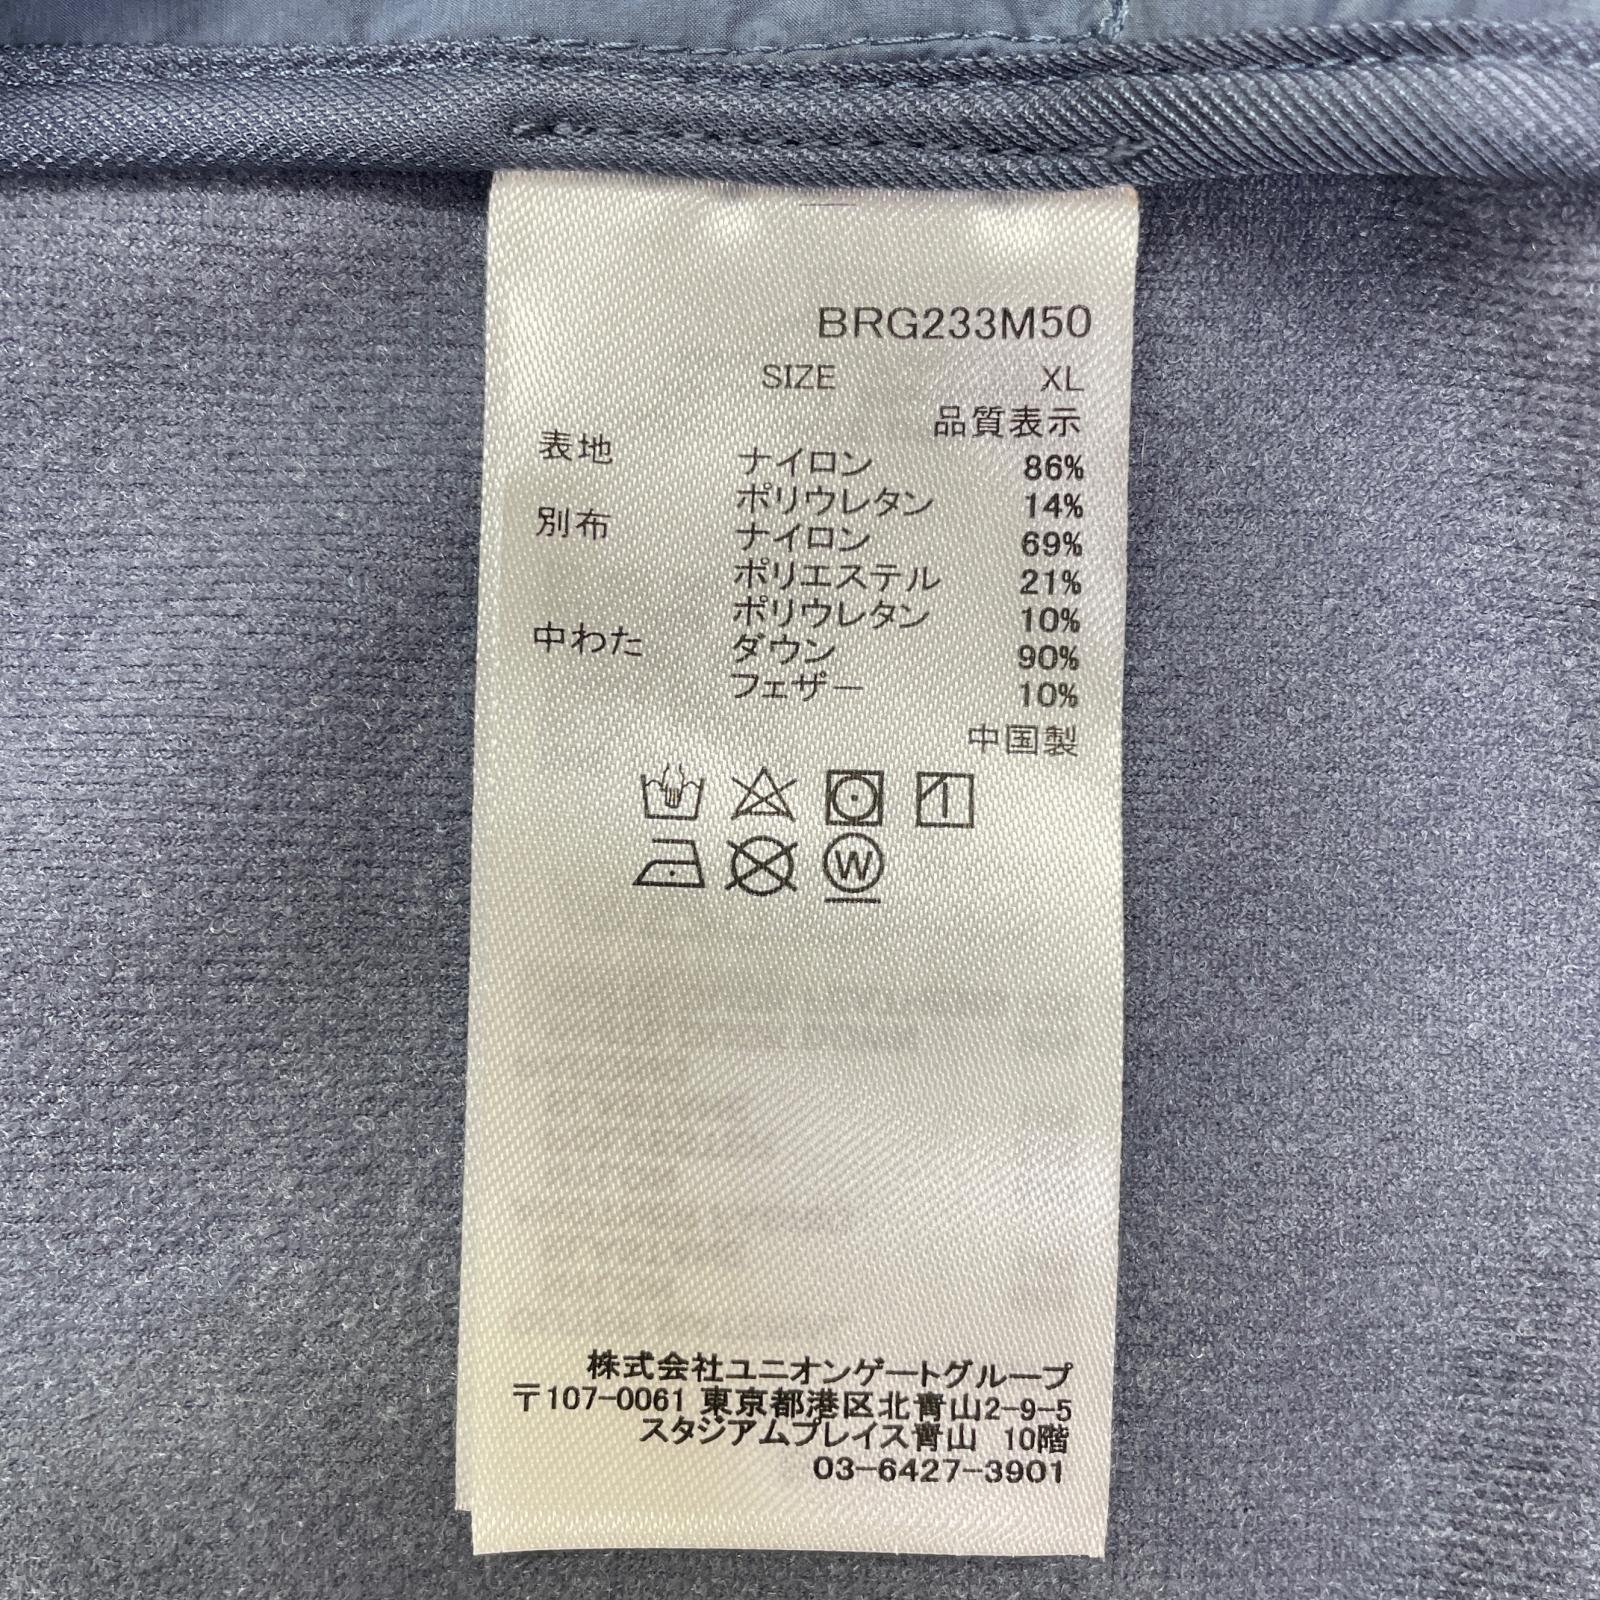 BRG233M50
SIZE XL
品質表示
表地 ナイロン 86%
ポリウレタン 14%
別布 ナイロン 69%
ポリエステル 21%
ポリウレタン 10%
中わた ダウン 90%
フェザー 10%
中国製
W
株式会社ユニオンゲートグループ
〒107-0061 東京都港区北青山2-9-5
スタジアムプレイス青山 10階
03-6427-3901